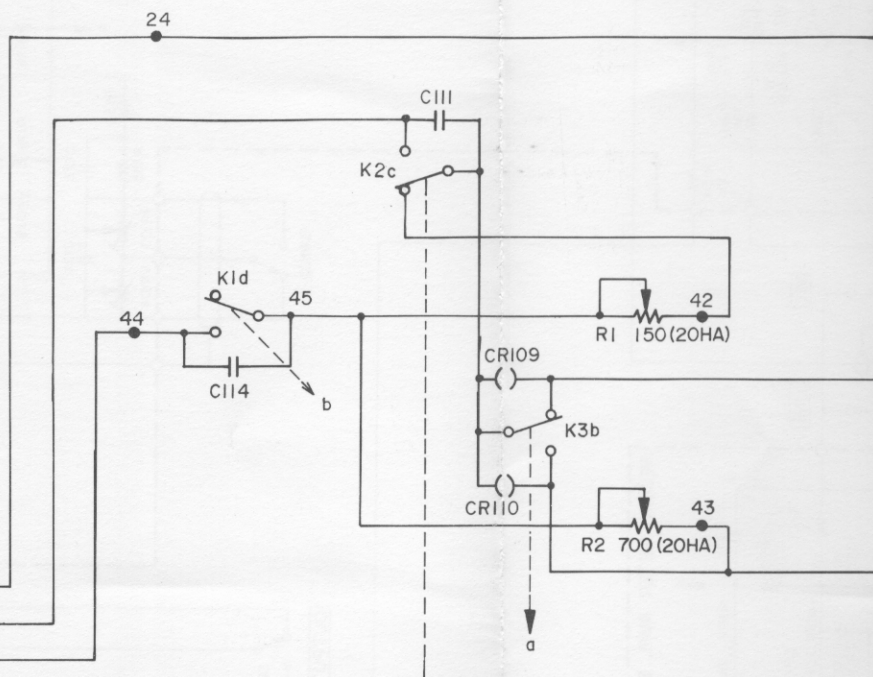 24
C111
K2c
K1d
45
44
42
R1 150 (20HA)
CR109
C114
b
K3b
CR110
43
R2 700 (20HA)
a